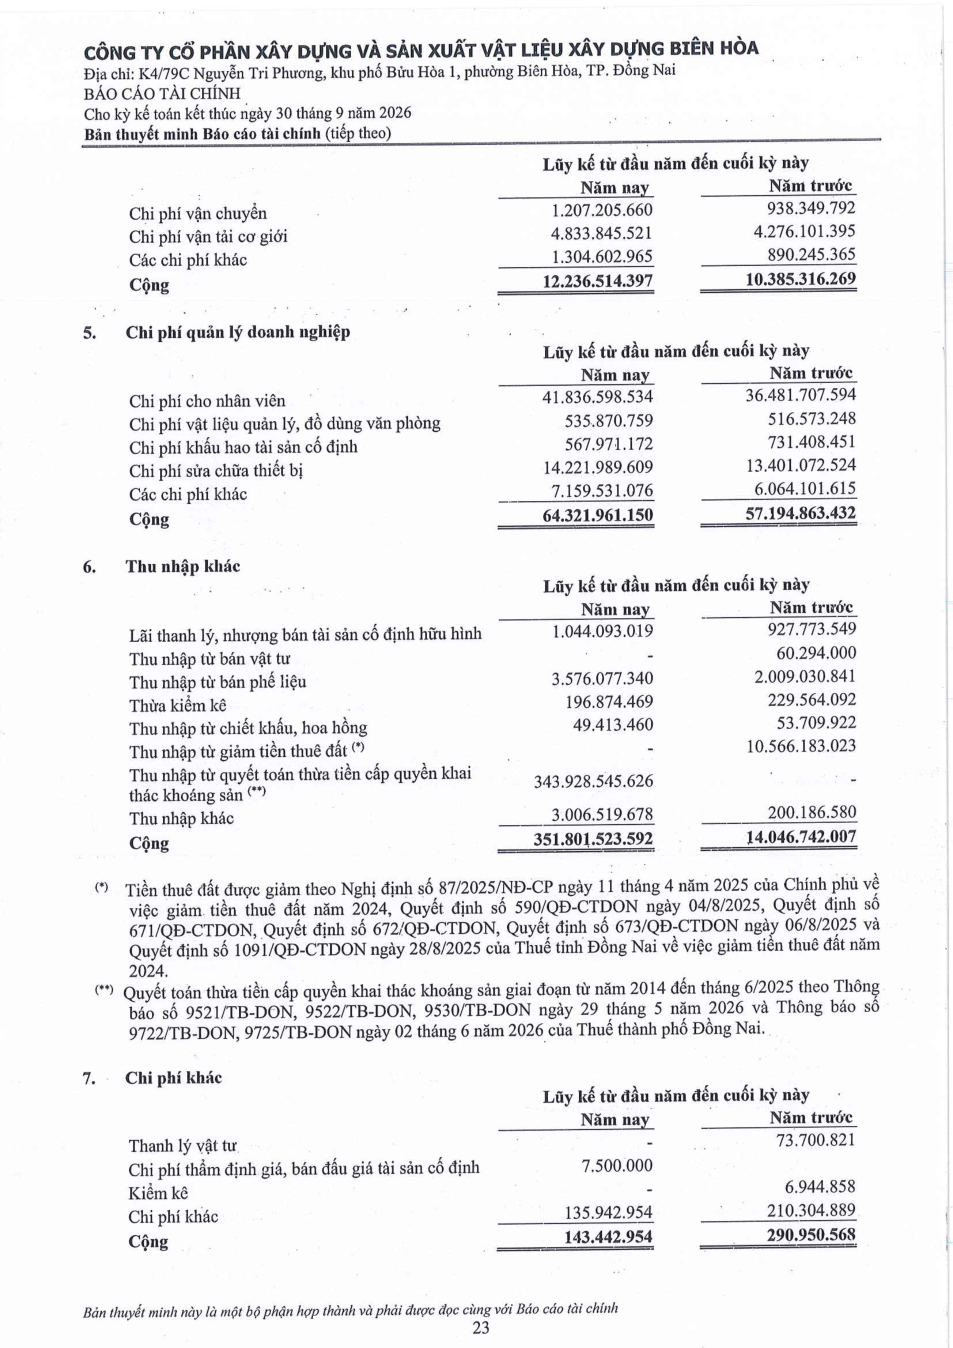 CÔNG TY CỔ PHẦN XÂY DỰNG VÀ SẢN XUẤT VẬT LIỆU XÂY DỰNG BIÊN HÒA
Địa chỉ: K4/79C Nguyễn Tri Phương, khu phố Bửu Hòa 1, phường Biên Hòa, TP. Đồng Nai
BÁO CÁO TÀI CHÍNH
Cho kỳ kế toán kết thúc ngày 30 tháng 9 năm 2026
Bản thuyết minh Báo cáo tài chính (tiếp theo)
Lũy kế từ đầu năm đến cuối kỳ này
Năm nay Năm trước
Chi phí vận chuyển 1.207.205.660 938.349.792
Chi phí vận tải cơ giới 4.833.845.521 4.276.101.395
Các chi phí khác 1.304.602.965 890.245.365
Cộng 12.236.514.397 10.385.316.269
5. Chi phí quản lý doanh nghiệp
Lũy kế từ đầu năm đến cuối kỳ này
Năm nay Năm trước
Chi phí cho nhân viên 41.836.598.534 36.481.707.594
Chi phí vật liệu quản lý, đồ dùng văn phòng 535.870.759 516.573.248
Chi phí khấu hao tài sản cố định 567.971.172 731.408.451
Chi phí sửa chữa thiết bị 14.221.989.609 13.401.072.524
Các chi phí khác 7.159.531.076 6.064.101.615
Cộng 64.321.961.150 57.194.863.432
6. Thu nhập khác
Lũy kế từ đầu năm đến cuối kỳ này
Năm nay Năm trước
Lãi thanh lý, nhượng bán tài sản cố định hữu hình 1.044.093.019 927.773.549
Thu nhập từ bán vật tư - 60.294.000
Thu nhập từ bán phế liệu 3.576.077.340 2.009.030.841
Thừa kiểm kê 196.874.469 229.564.092
Thu nhập từ chiết khấu, hoa hồng 49.413.460 53.709.922
Thu nhập từ giảm tiền thuê đất (*) - 10.566.183.023
Thu nhập từ quyết toán thừa tiền cấp quyền khai
thác khoáng sản (**) 343.928.545.626 -
Thu nhập khác 3.006.519.678 200.186.580
Cộng 351.801.523.592 14.046.742.007
(*) Tiền thuê đất được giảm theo Nghị định số 87/2025/NĐ-CP ngày 11 tháng 4 năm 2025 của Chính phủ về
việc giảm tiền thuê đất năm 2024, Quyết định số 590/QĐ-CTDON ngày 04/8/2025, Quyết định số
671/QĐ-CTDON, Quyết định số 672/QĐ-CTDON, Quyết định số 673/QĐ-CTDON ngày 06/8/2025 và
Quyết định số 1091/QĐ-CTDON ngày 28/8/2025 của Thuế tỉnh Đồng Nai về việc giảm tiền thuê đất năm
2024.
(**) Quyết toán thừa tiền cấp quyền khai thác khoáng sản giai đoạn từ năm 2014 đến tháng 6/2025 theo Thông
báo số 9521/TB-DON, 9522/TB-DON, 9530/TB-DON ngày 29 tháng 5 năm 2026 và Thông báo số
9722/TB-DON, 9725/TB-DON ngày 02 tháng 6 năm 2026 của Thuế thành phố Đồng Nai.
7. Chi phí khác
Lũy kế từ đầu năm đến cuối kỳ này
Năm nay Năm trước
Thanh lý vật tư - 73.700.821
Chi phí thẩm định giá, bán đấu giá tài sản cố định 7.500.000
Kiểm kê - 6.944.858
Chi phí khác 135.942.954 210.304.889
Cộng 143.442.954 290.950.568
Bản thuyết minh này là một bộ phận hợp thành và phải được đọc cùng với Báo cáo tài chính
23